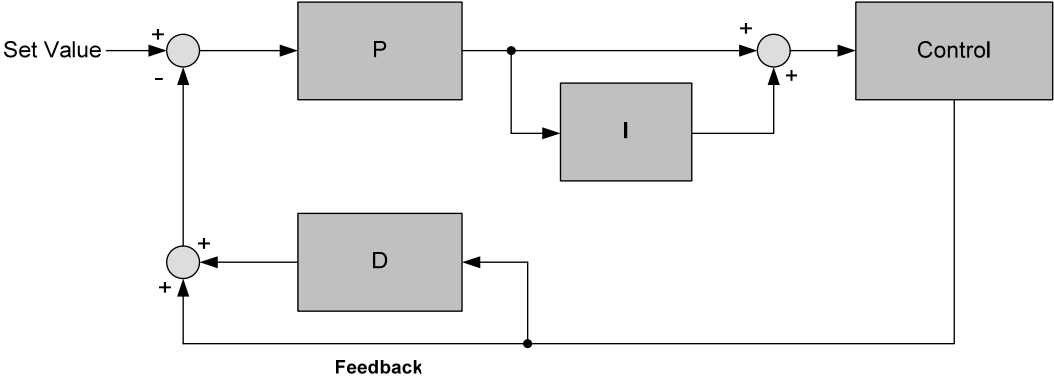 +
+
Set Value
P
Control
-
+
I
+
D
+
Feedback